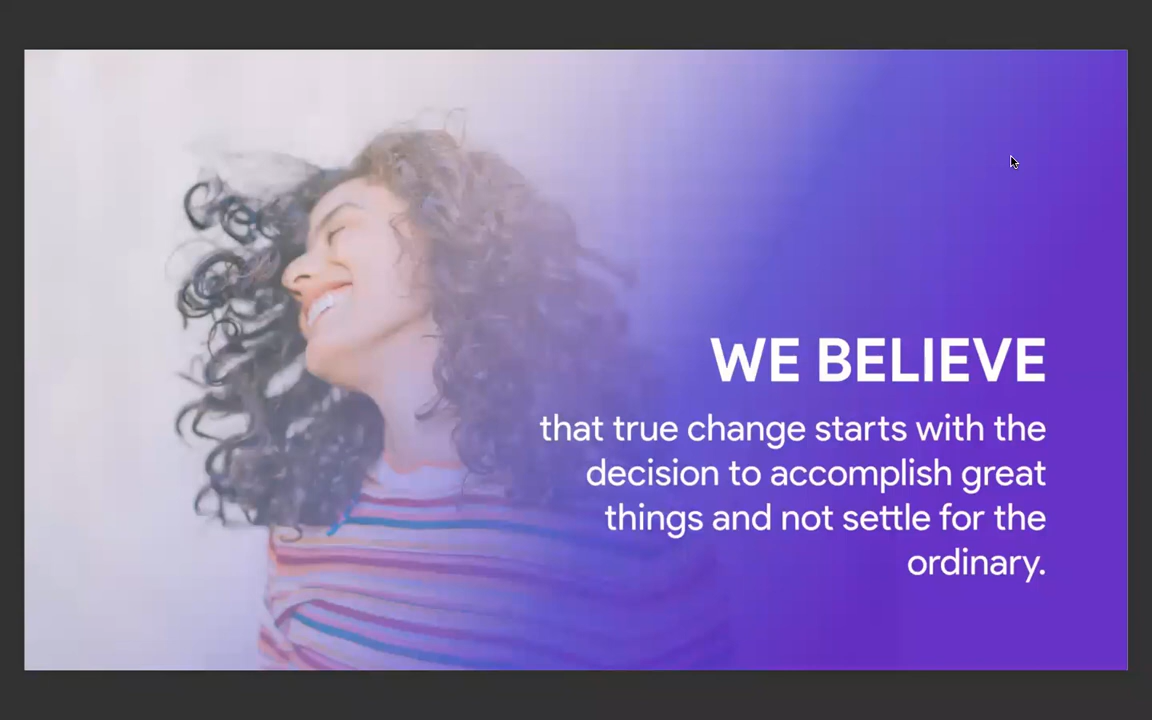 WE BELIEVE
that true change starts with the
decision to accomplish great
things and not settle for the
ordinary.